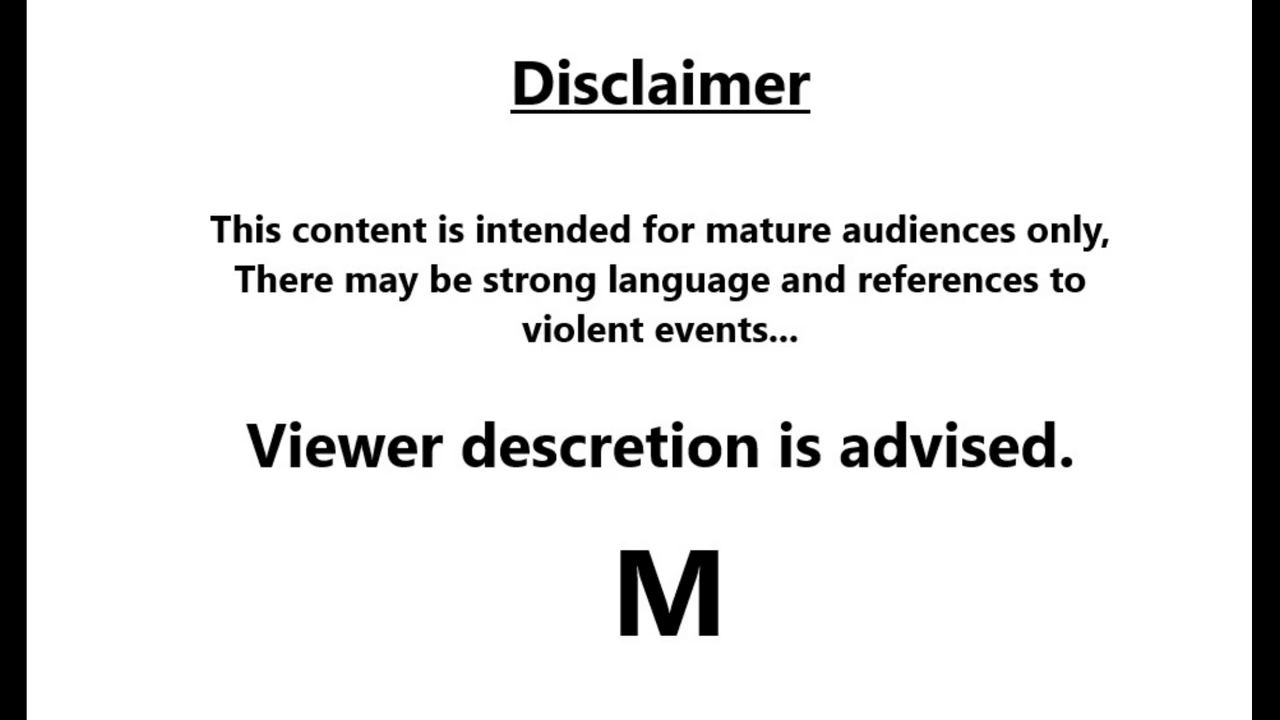 Disclaimer
This content is intended for mature audiences only,
There may be strong language and references to
violent events...
Viewer descretion is advised.
M